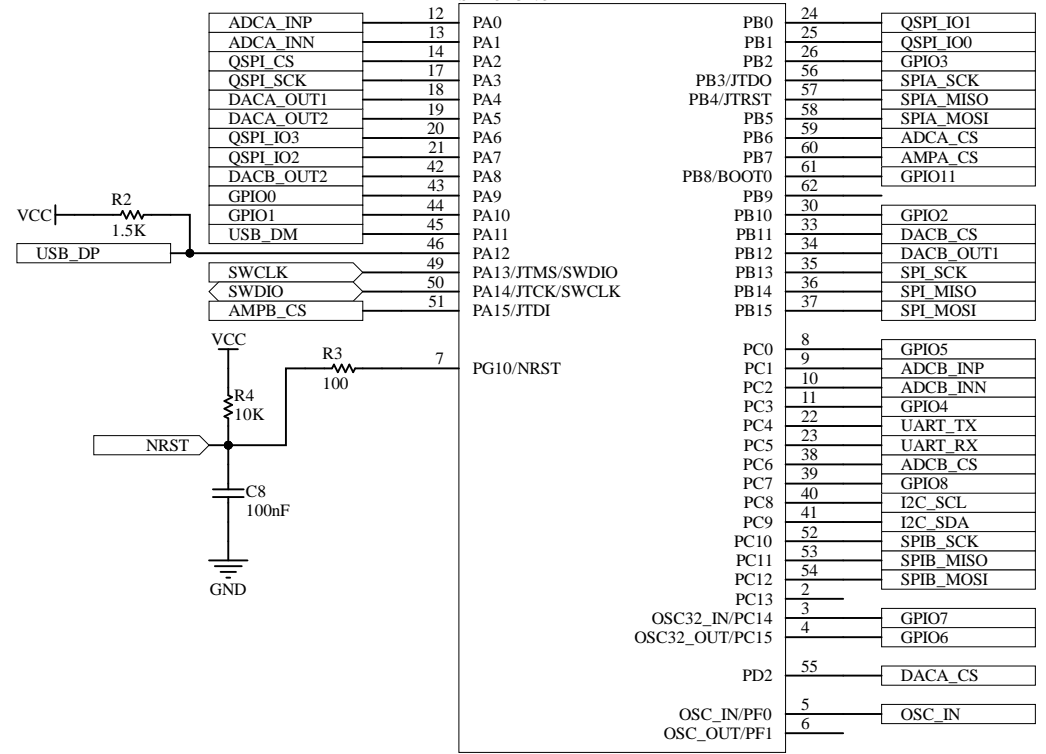 ADCA_INP 12 PA0 PB0 24 QSPI_IO1
ADCA_INN 13 PA1 PB1 25 QSPI_IO0
QSPI_CS 14 PA2 PB2 26 GPIO3
QSPI_SCK 17 PA3 PB3/JTDO 56 SPIA_SCK
DACA_OUT1 18 PA4 PB4/JTRST 57 SPIA_MISO
DACA_OUT2 19 PA5 PB5 58 SPIA_MOSI
QSPI_IO3 20 PA6 PB6 59 ADCA_CS
QSPI_IO2 21 PA7 PB7 60 AMPA_CS
DACB_OUT2 42 PA8 PB8/BOOT0 61 GPIO11
GPIO0 43 PA9 PB9 62
VCC R2 1.5K GPIO1 44 PA10 PB10 30 GPIO2
USB_DM 45 PA11 PB11 33 DACB_CS
USB_DP 46 PA12 PB12 34 DACB_OUT1
SWCLK 49 PA13/JTMS/SWDIO PB13 35 SPI_SCK
SWDIO 50 PA14/JTCK/SWCLK PB14 36 SPI_MISO
AMPB_CS 51 PA15/JTDI PB15 37 SPI_MOSI
VCC PC0 8 GPIO5
R3 100 7 PG10/NRST PC1 9 ADCB_INP
PC2 10 ADCB_INN
R4 10K PC3 11 GPIO4
PC4 22 UART_TX
NRST PC5 23 UART_RX
PC6 38 ADCB_CS
C8 100nF PC7 39 GPIO8
PC8 40 I2C_SCL
PC9 41 I2C_SDA
PC10 52 SPIB_SCK
PC11 53 SPIB_MISO
GND PC12 54 SPIB_MOSI
PC13 2
OSC32_IN/PC14 3 GPIO7
OSC32_OUT/PC15 4 GPIO6
PD2 55 DACA_CS
OSC_IN/PF0 5 OSC_IN
OSC_OUT/PF1 6